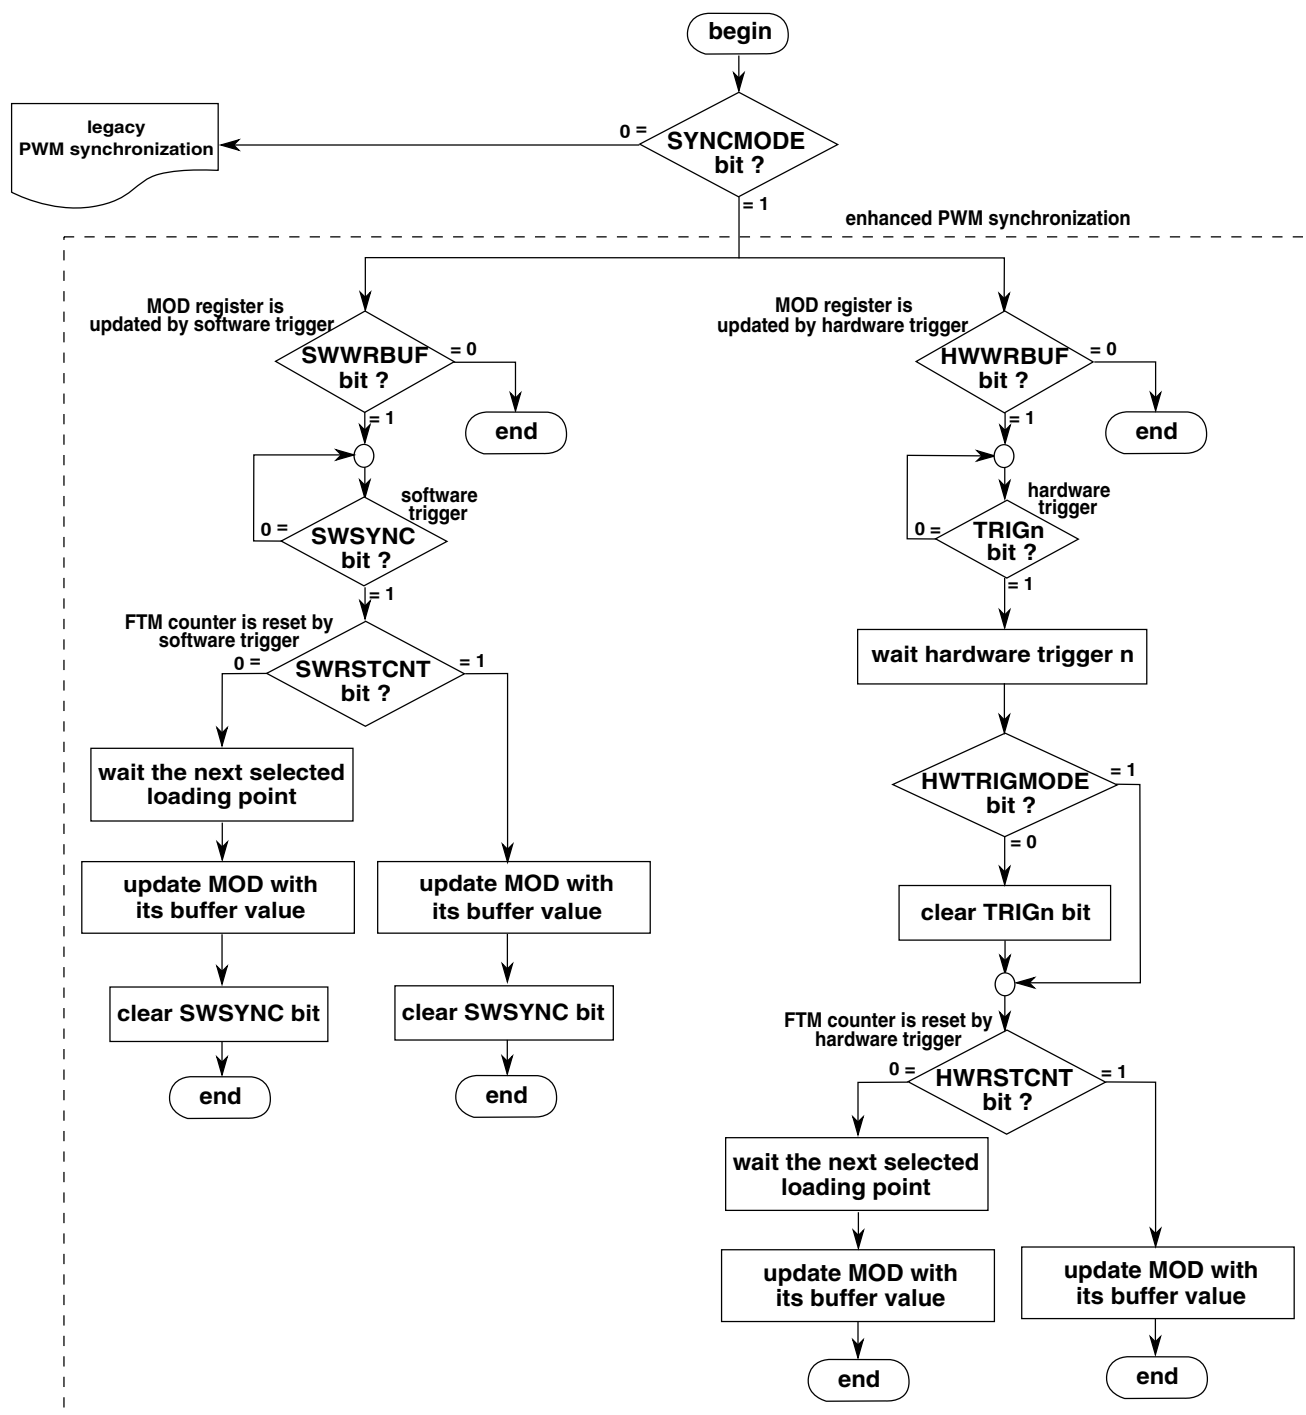 begin
legacy
PWM synchronization
0 =
SYNCMODE
bit ?
= 1
enhanced PWM synchronization
MOD register is
updated by software trigger
SWWRBUF
bit ?
= 0
= 1
end
software
trigger
0 =
SWSYNC
bit ?
= 1
FTM counter is reset by
software trigger
0 =
SWRSTCNT
bit ?
= 1
wait the next selected
loading point
update MOD with
its buffer value
clear SWSYNC bit
end
update MOD with
its buffer value
clear SWSYNC bit
end
MOD register is
updated by hardware trigger
HWWRBUF
bit ?
= 0
= 1
end
hardware
trigger
0 =
TRIGn
bit ?
= 1
wait hardware trigger n
HWTRIGMODE
bit ?
= 1
= 0
clear TRIGn bit
FTM counter is reset by
hardware trigger
0 =
HWRSTCNT
bit ?
= 1
wait the next selected
loading point
update MOD with
its buffer value
end
update MOD with
its buffer value
end